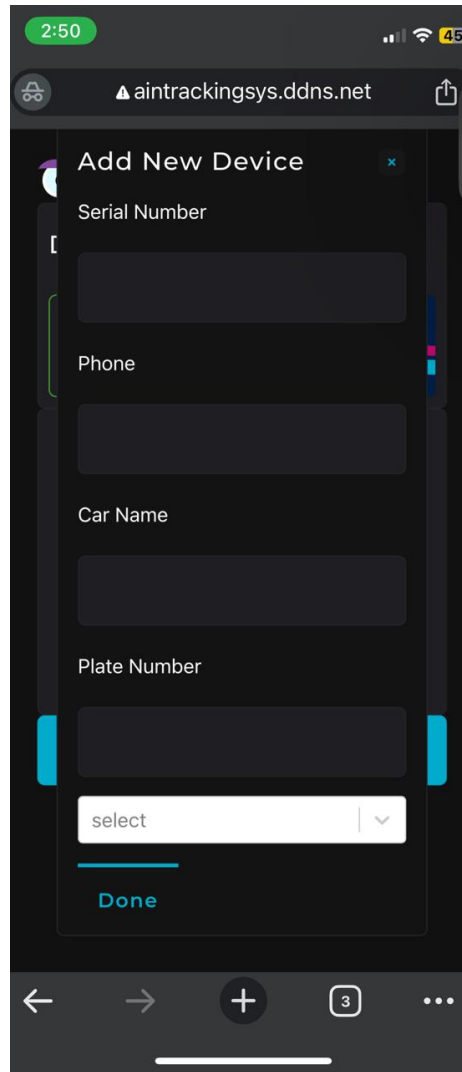 2:50
45
aintrackingsys.ddns.net
Add New Device
Serial Number
Phone
Car Name
Plate Number
select
Done
3